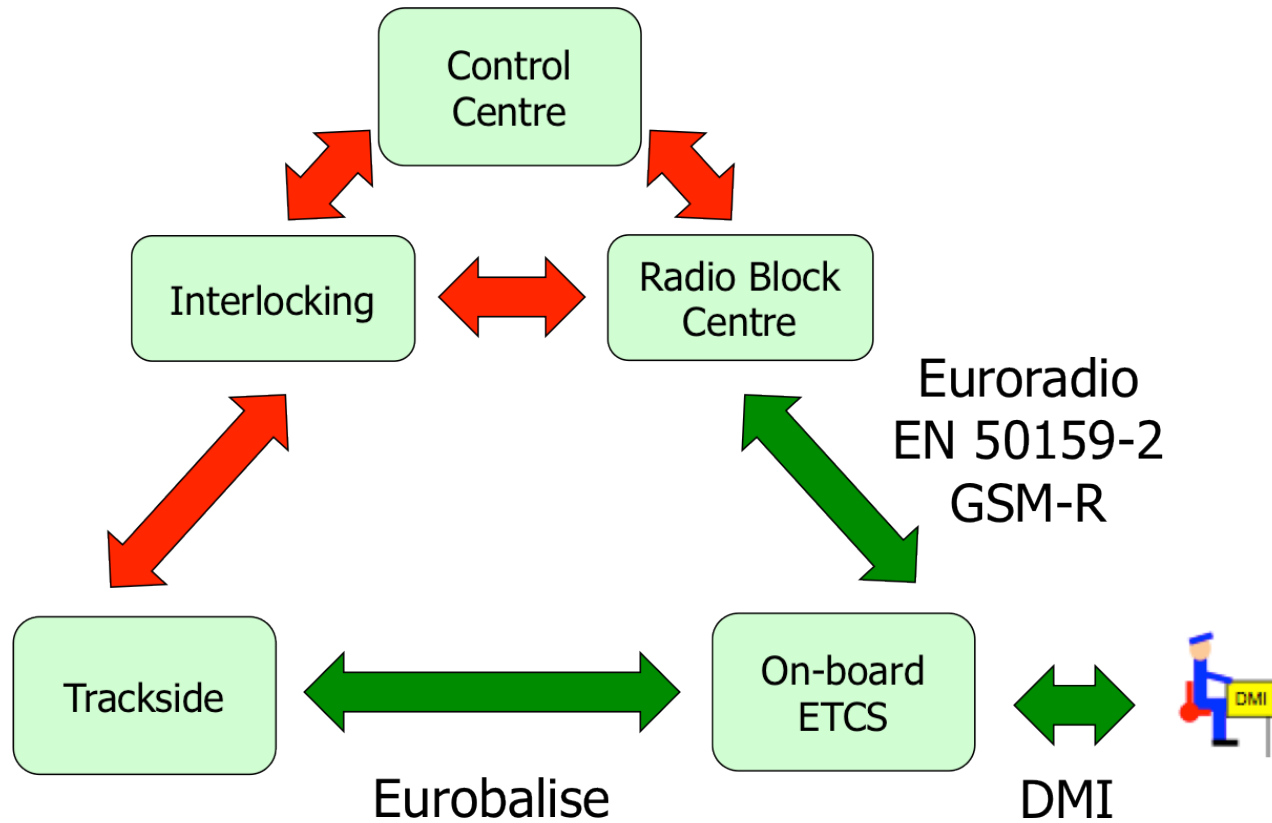 Control
Centre
Interlocking
Radio Block
Centre
Euroradio
EN 50159-2
GSM-R
Trackside
On-board
ETCS
DMI
Eurobalise
DMI